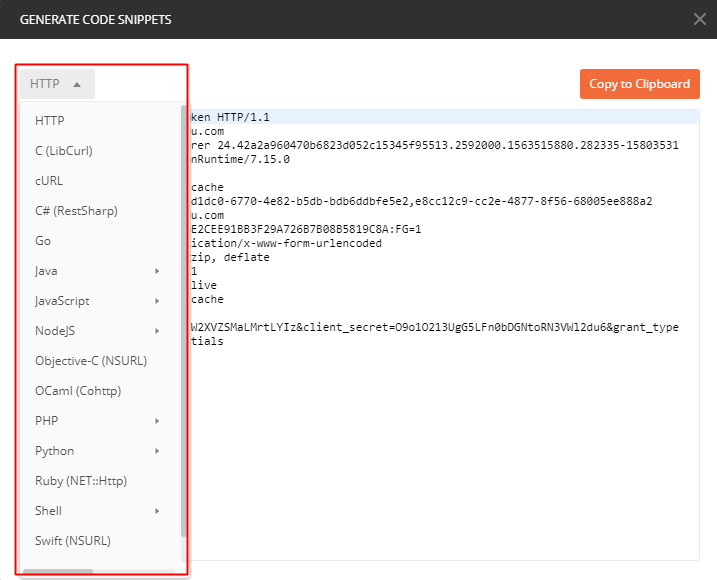 GENERATE CODE SNIPPETS
HTTP
Copy to Clipboard
HTTP
C (LibCurl)
cURL
C# (RestSharp)
Go
Java
JavaScript
NodeJS
Objective-C (NSURL)
OCaml (Cohttp)
PHP
Python
Ruby (NET::Http)
Shell
Swift (NSURL)
ken HTTP/1.1
u.com
rer 24.42a2a960470b6823d052c15345f95513.2592000.1563515880.282335-15803531
nRuntime/7.15.0
cache
d1dc0-6770-4e82-b5db-bdb6ddbfe5e2,e8cc12c9-cc2e-4877-8f56-68005ee888a2
u.com
E2CEE91BB3F29A726B7B08B5819C8A:FG=1
ication/x-www-form-urlencoded
zip, deflate
1
live
cache
W2XVZSMaLMrtLYIz&client_secret=O9o1O213UgG5LFn0bDGNtoRN3VWl2du6&grant_type
tials